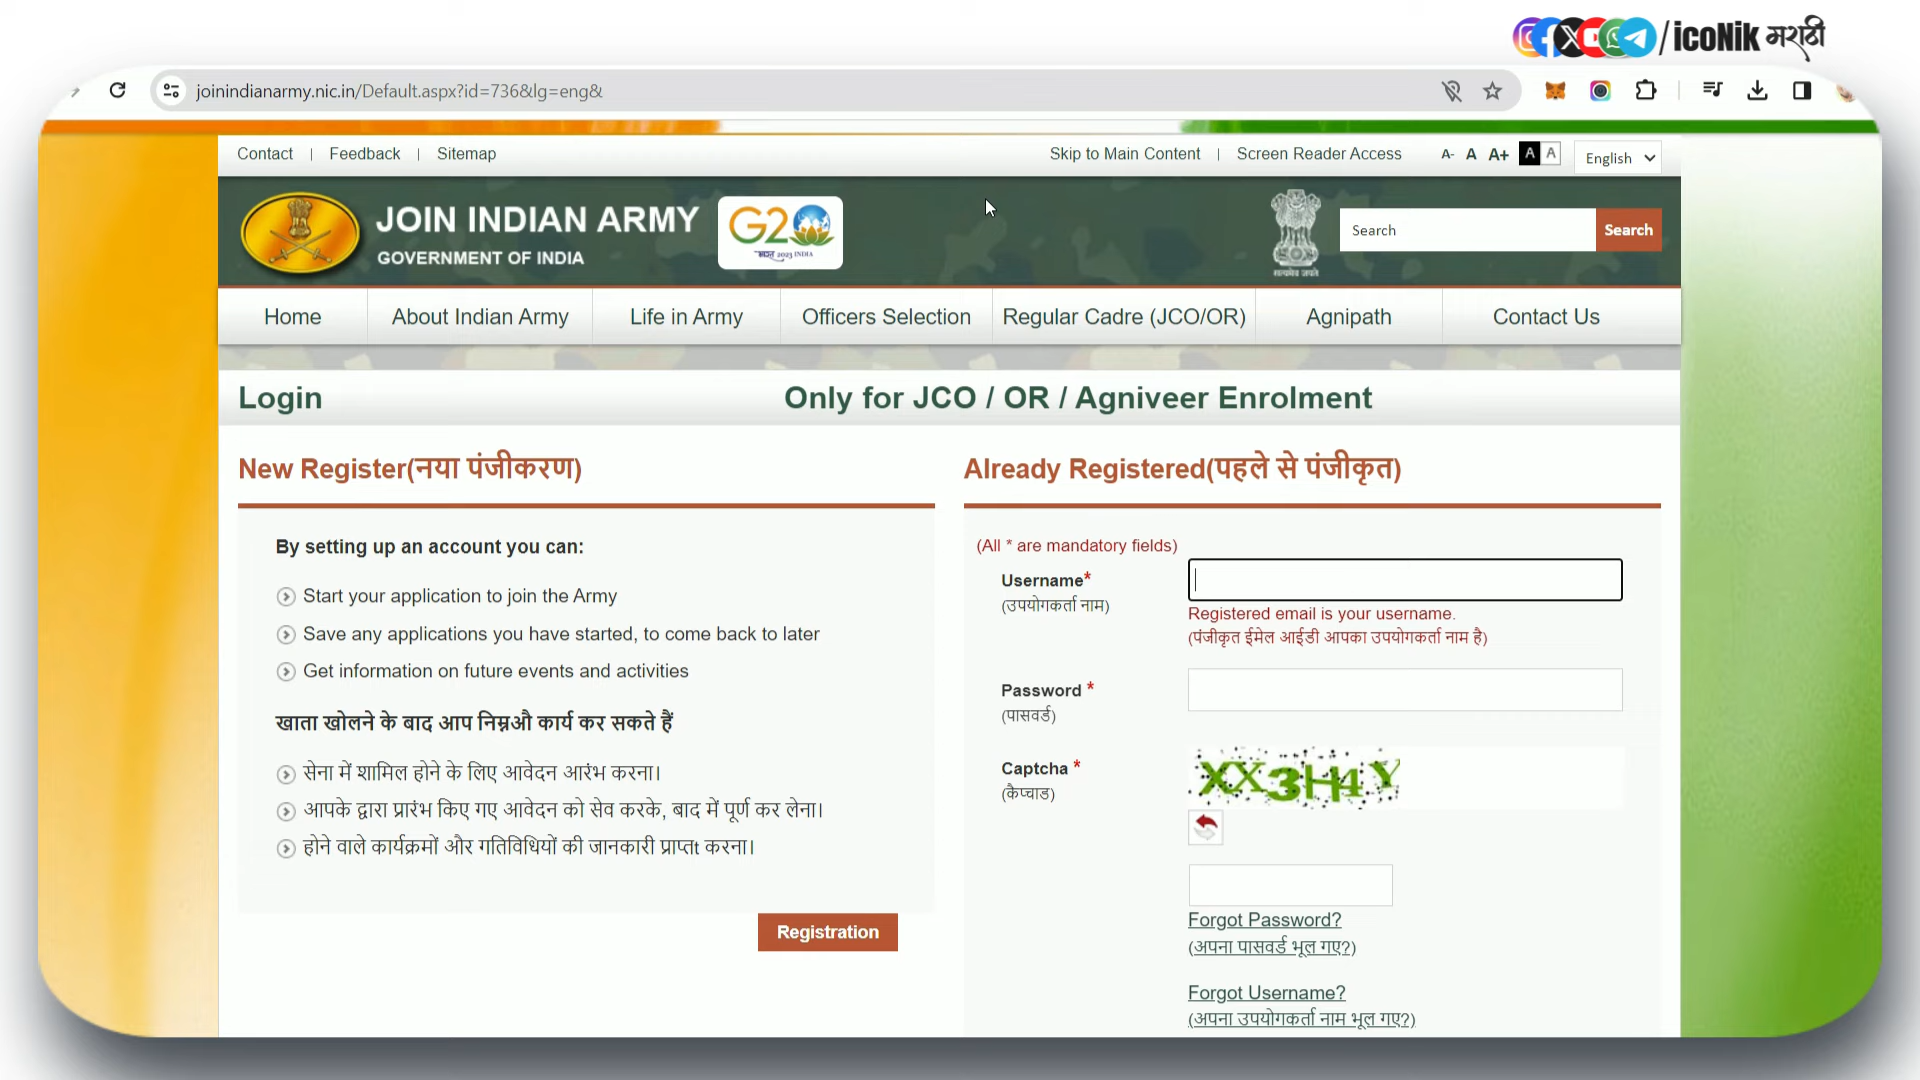 /icoNik मराठी
joinindianarmy.nic.in/Default.aspx?id=736&lg=eng&
Contact | Feedback | Sitemap
Skip to Main Content | Screen Reader Access A- A A+ A A English
JOIN INDIAN ARMY
GOVERNMENT OF INDIA
G20
भारत 2023 INDIA
सत्यमेव जयते
Search Search
Home About Indian Army Life in Army Officers Selection Regular Cadre (JCO/OR) Agnipath Contact Us
Login Only for JCO / OR / Agniveer Enrolment
New Register(नया पंजीकरण)
By setting up an account you can:
Start your application to join the Army
Save any applications you have started, to come back to later
Get information on future events and activities
खाता खोलने के बाद आप निम्नऔ कार्य कर सकते हैं
सेना में शामिल होने के लिए आवेदन आरंभ करना।
आपके द्वारा प्रारंभ किए गए आवेदन को सेव करके, बाद में पूर्ण कर लेना।
होने वाले कार्यक्रमों और गतिविधियों की जानकारी प्राप्तt करना।
Registration
Already Registered(पहले से पंजीकृत)
(All * are mandatory fields)
Username*
(उपयोगकर्ता नाम)
Registered email is your username.
(पंजीकृत ईमेल आईडी आपका उपयोगकर्ता नाम है)
Password *
(पासवर्ड)
Captcha *
(कैप्चाड)
XX3H4Y
Forgot Password?
(अपना पासवर्ड भूल गए?)
Forgot Username?
(अपना उपयोगकर्ता नाम भूल गए?)